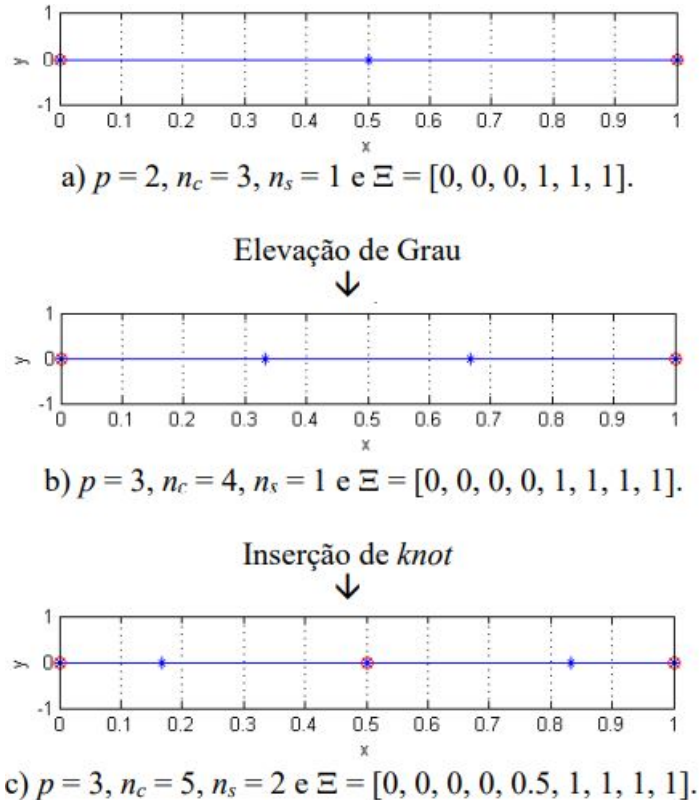 1
y
0
-1
0 0.1 0.2 0.3 0.4 0.5 0.6 0.7 0.8 0.9 1
x
a) p = 2, nc = 3, ns = 1 e Ξ = [0, 0, 0, 1, 1, 1].
Elevação de Grau
↓
1
y
0
-1
0 0.1 0.2 0.3 0.4 0.5 0.6 0.7 0.8 0.9 1
x
b) p = 3, nc = 4, ns = 1 e Ξ = [0, 0, 0, 0, 1, 1, 1, 1].
Inserção de knot
↓
1
y
0
-1
0 0.1 0.2 0.3 0.4 0.5 0.6 0.7 0.8 0.9 1
x
c) p = 3, nc = 5, ns = 2 e Ξ = [0, 0, 0, 0, 0.5, 1, 1, 1, 1].